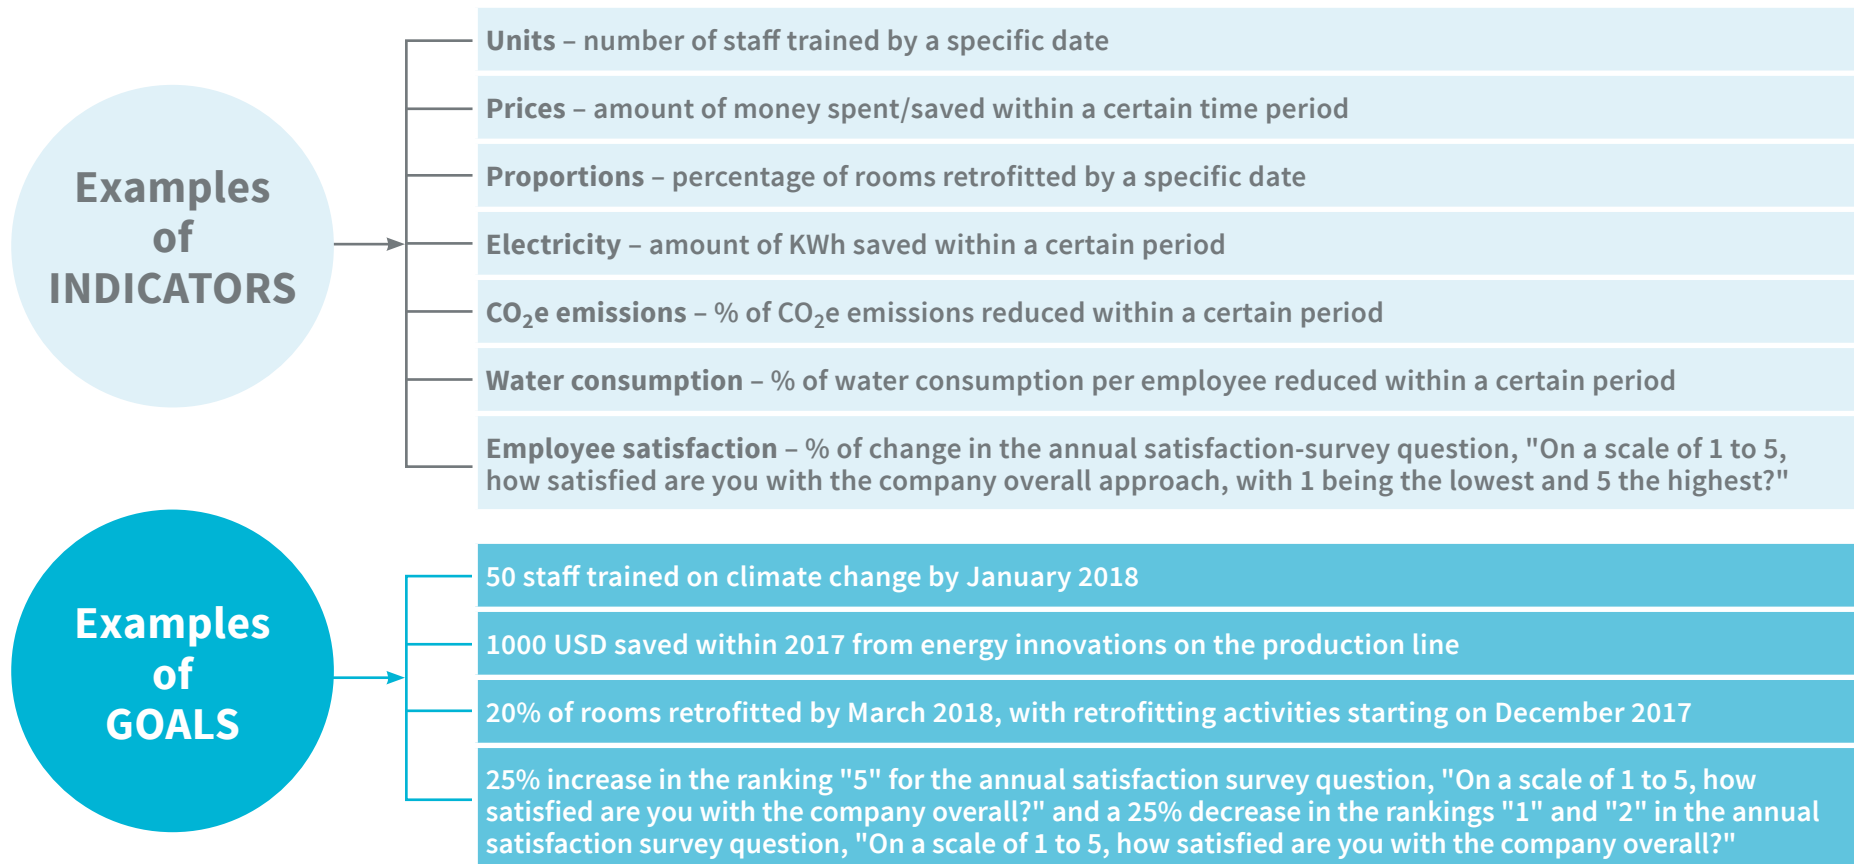 Examples
of
INDICATORS
Units – number of staff trained by a specific date
Prices – amount of money spent/saved within a certain time period
Proportions – percentage of rooms retrofitted by a specific date
Electricity – amount of KWh saved within a certain period
CO₂e emissions – % of CO₂e emissions reduced within a certain period
Water consumption – % of water consumption per employee reduced within a certain period
Employee satisfaction – % of change in the annual satisfaction-survey question, "On a scale of 1 to 5,
how satisfied are you with the company overall approach, with 1 being the lowest and 5 the highest?"
Examples
of
GOALS
50 staff trained on climate change by January 2018
1000 USD saved within 2017 from energy innovations on the production line
20% of rooms retrofitted by March 2018, with retrofitting activities starting on December 2017
25% increase in the ranking "5" for the annual satisfaction survey question, "On a scale of 1 to 5, how
satisfied are you with the company overall?" and a 25% decrease in the rankings "1" and "2" in the annual
satisfaction survey question, "On a scale of 1 to 5, how satisfied are you with the company overall?"